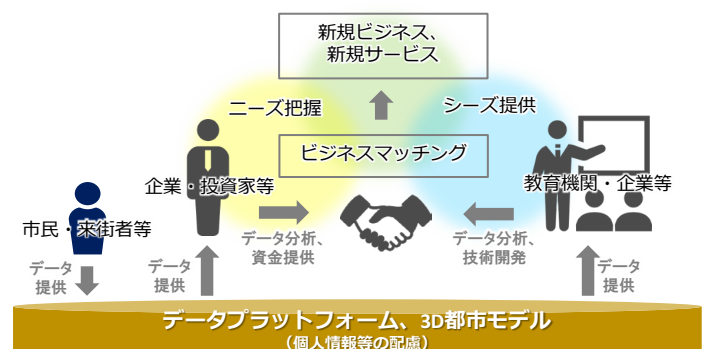 新規ビジネス、
新規サービス
ニーズ把握
シーズ提供
ビジネスマッチング
企業・投資家等
教育機関・企業等
市民・来街者等
データ分析、
資金提供
データ分析、
技術開発
データ
提供
データ
提供
データ
提供
データプラットフォーム、3D都市モデル
（個人情報等の配慮）